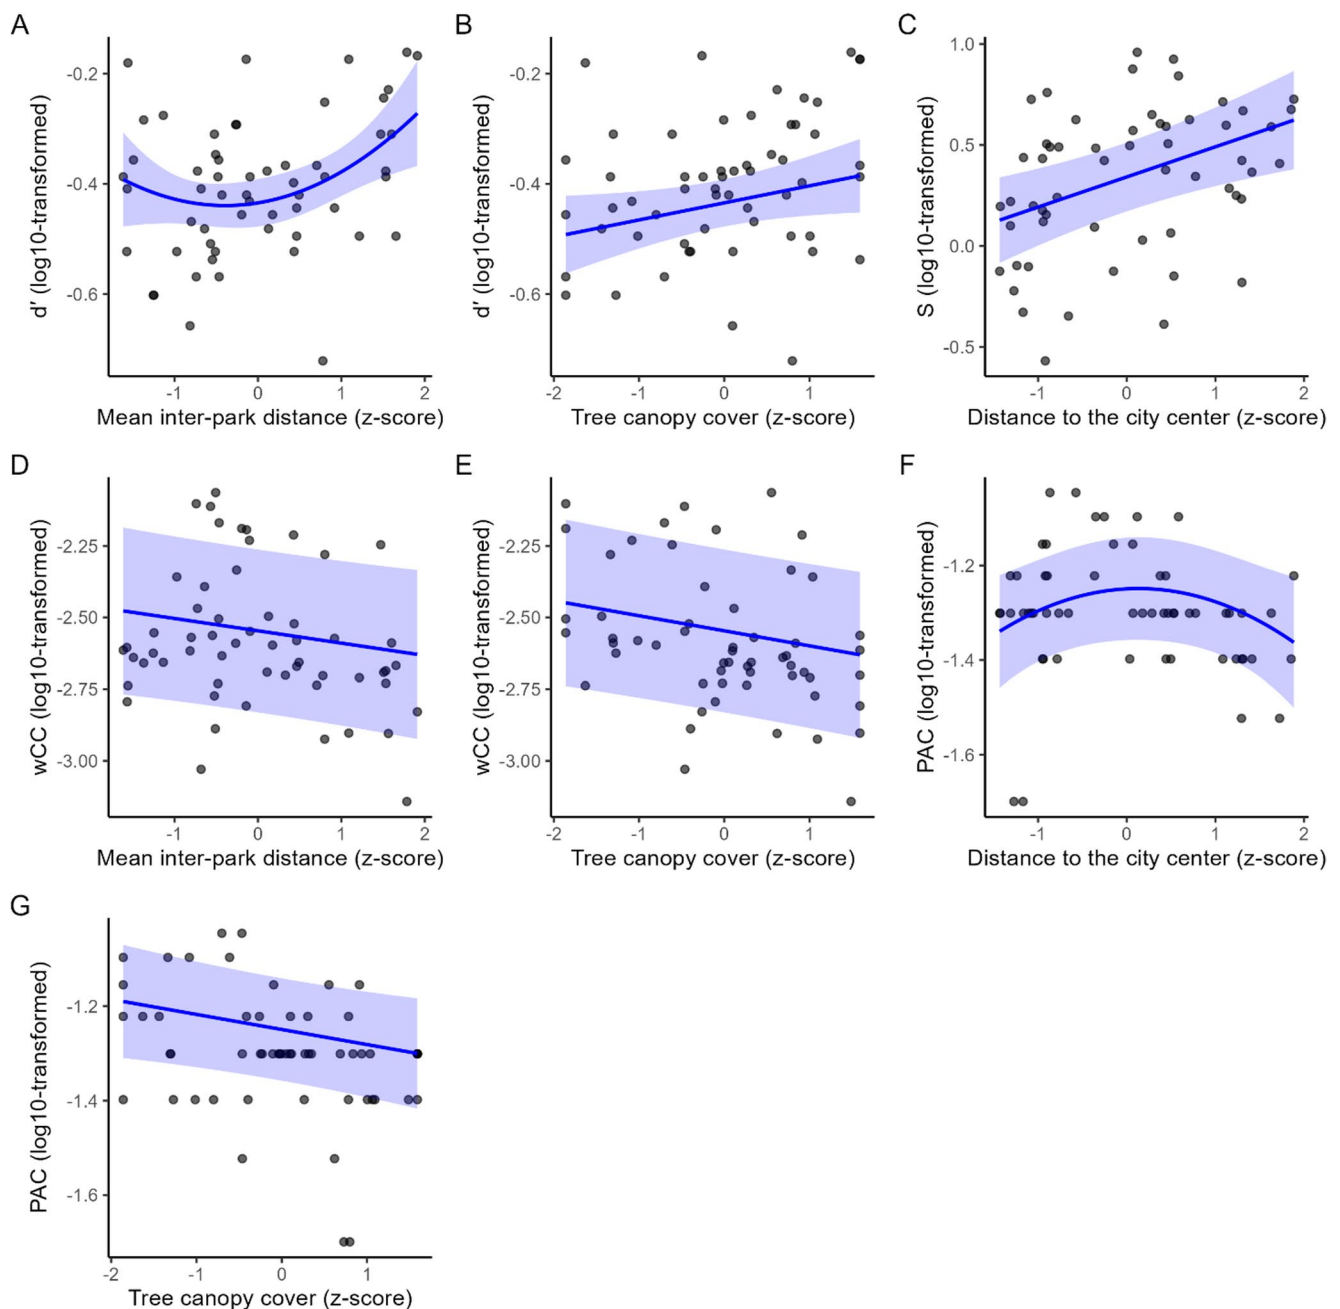 A
B
C
d′ (log10-transformed)
-0.2
-0.4
-0.6
-1
0
1
2
Mean inter-park distance (z-score)
d′ (log10-transformed)
-0.2
-0.4
-0.6
-2
-1
0
1
Tree canopy cover (z-score)
S (log10-transformed)
1.0
0.5
0.0
-0.5
-1
0
1
2
Distance to the city center (z-score)
D
E
F
wCC (log10-transformed)
-2.25
-2.50
-2.75
-3.00
-1
0
1
2
Mean inter-park distance (z-score)
wCC (log10-transformed)
-2.25
-2.50
-2.75
-3.00
-2
-1
0
1
Tree canopy cover (z-score)
PAC (log10-transformed)
-1.2
-1.4
-1.6
-1
0
1
2
Distance to the city center (z-score)
G
PAC (log10-transformed)
-1.2
-1.4
-1.6
-2
-1
0
1
Tree canopy cover (z-score)